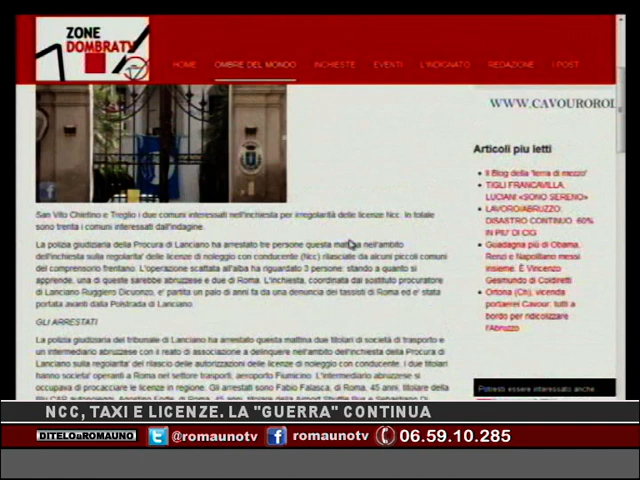 ZONE
DOMBRATV
HOME OMBRE DEL MONDO INCHIESTE EVENTI L'INDIGNATO REDAZIONE I POST
WWW.CAVOUROROL
San Vito Chietino e Treglio i due comuni interessati nell'inchiesta per irregolarità delle licenze Ncc. In totale
sono trenta i comuni interessati dall'indagine.
La polizia giudiziaria della Procura di Lanciano ha arrestato tre persone questa mattina nell'ambito
dell'inchiesta sulla regolarita' delle licenze di noleggio con conducente (Ncc) rilasciate da alcuni piccoli comuni
del comprensorio frentano. L'operazione scattata all'alba ha riguardato 3 persone: stando a quanto si
apprende, una di queste sarebbe abruzzese e due di Roma. L'inchiesta, coordinata dal sostituto procuratore
di Lanciano Ruggiero Dicuonzo, e' partita un paio di anni fa da una denuncia dei tassisti di Roma ed e' stata
portata avanti dalla Polstrada di Lanciano.
GLI ARRESTATI
La polizia giudiziaria del tribunale di Lanciano ha arrestato questa mattina due titolari di società di trasporto e
un intermediario abruzzese con il reato di associazione a delinquere nell'ambito dell'inchiesta della Procura di
Lanciano sulla regolarita' del rilascio delle autorizzazioni delle licenze di noleggio con conducente. I due titolari
hanno societa' operanti a Roma nel settore trasporti, aeroporto Fiumicino. L'intermediario abruzzese si
occupava di procacciare le licenze in regione. Gli arrestati sono Fabio Falasca, di Roma, 45 anni, titolare della
Articoli piu letti
Il Blog della 'terra di mezzo'
TIGLI FRANCAVILLA,
LUCIANI «SONO SERENO»
LAVORO/ABRUZZO.
DISASTRO CONTINUO. 60%
IN PIU' DI CIG
Guadagna più di Obama,
Renzi e Napolitano messi
insieme. È Vincenzo
Gesmundo di Coldiretti
Ortona (Ch), vicenda
portaerei Cavour: tutti a
bordo per ridicolizzare
l'Abruzzo
Potresti essere interessato anche...
NCC, TAXI E LICENZE. LA "GUERRA" CONTINUA
DITELOaROMAUNO @romaunotv romaunotv 06.59.10.285